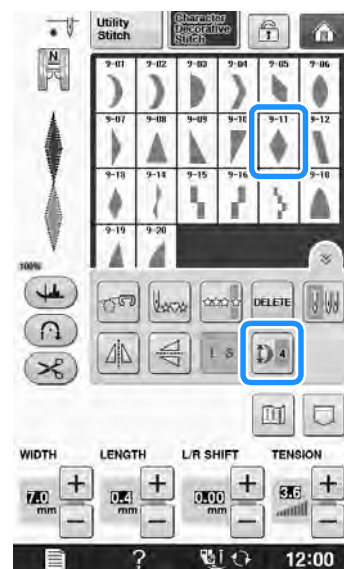 Utility Stitch
Character Decorative Stitch
N
9-01 9-02 9-03 9-04 9-05 9-06
9-07 9-08 9-09 9-10 9-11 9-12
9-13 9-14 9-15 9-16 9-18
9-19 9-20
100%
DELETE
L S
4
WIDTH LENGTH L/R SHIFT TENSION
7.0 mm + − 0.4 mm + − 0.00 mm + − 3.6 + −
? 12:00